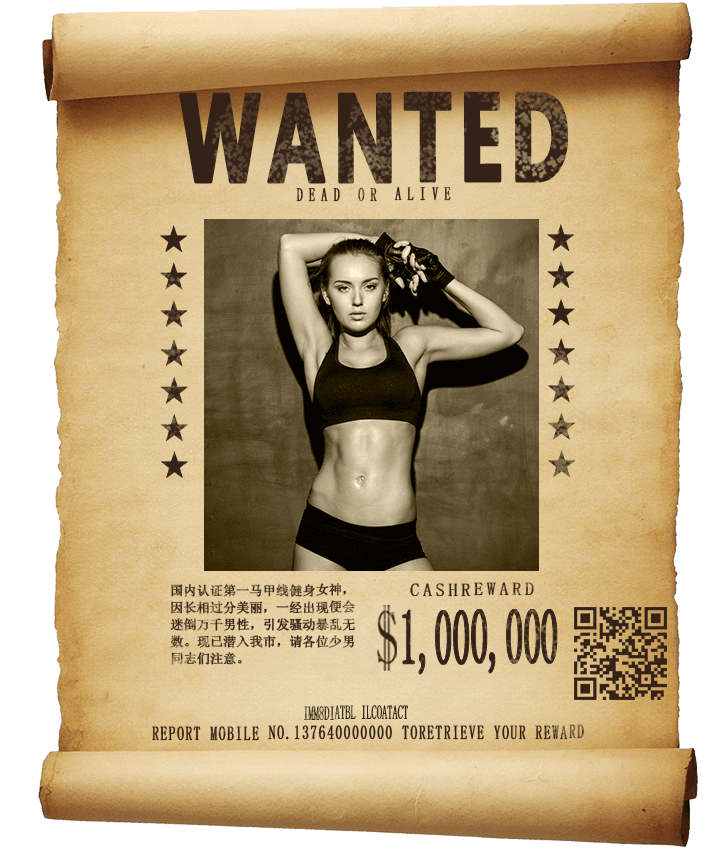 WANTED
DEAD OR ALIVE
国内认证第一马甲线健身女神，
因长相过分美丽，一经出现便会
迷倒万千男性，引发骚动暴乱无
数。现已潜入我市，请各位少男
同志们注意。
CASHREWARD
$1,000,000
IMM8DIATBL ILCOATACT
REPORT MOBILE NO.137640000000 TORETRIEVE YOUR REWARD